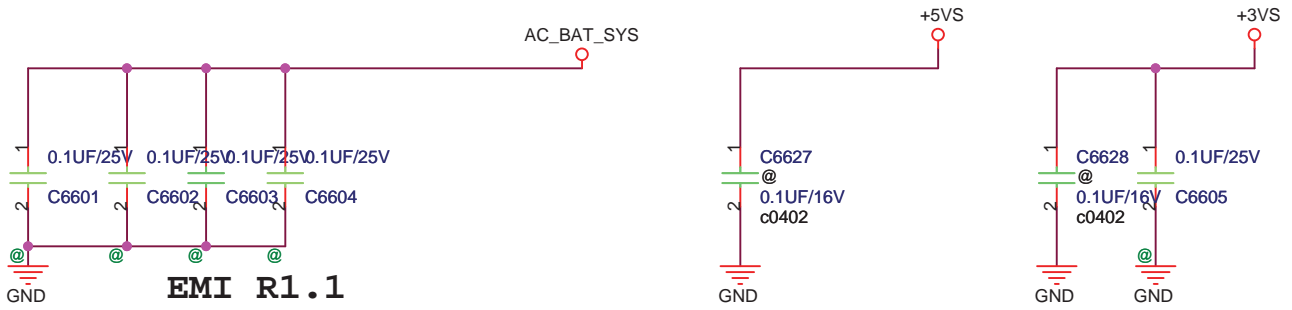 +5VS
+3VS
AC_BAT_SYS
1
0.1UF/25V
0.1UF/25V
0.1UF/25V
0.1UF/25V
2
C6601
C6602
C6603
C6604
1
2
1
2
1
2
@
@
@
@
GND
EMI R1.1
1
C6627
@
2
0.1UF/16V
c0402
GND
1
C6628
@
2
0.1UF/16V
c0402
GND
1
0.1UF/25V
2
C6605
@
GND